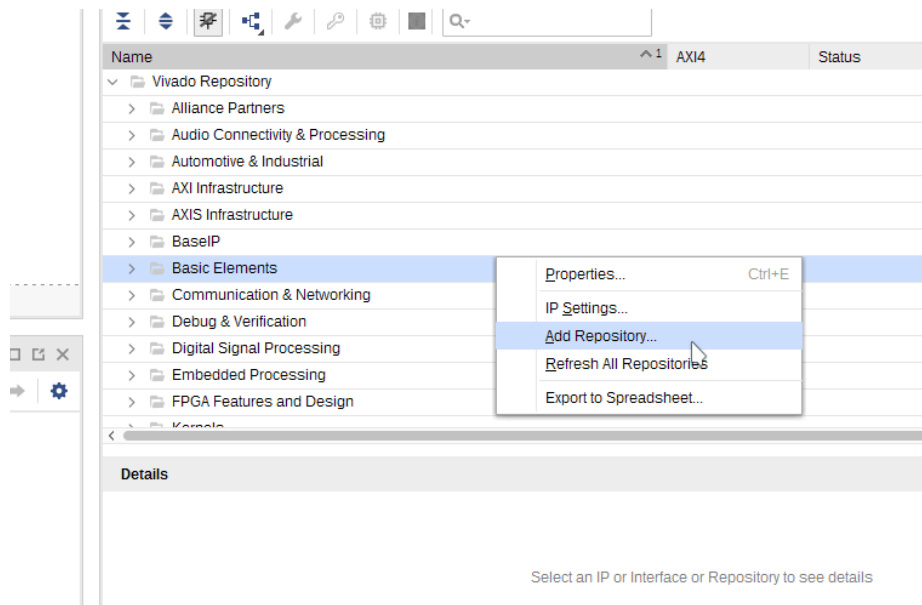 Q-
Name 1 AXI4 Status
Vivado Repository
Alliance Partners
Audio Connectivity & Processing
Automotive & Industrial
AXI Infrastructure
AXIS Infrastructure
BaseIP
Basic Elements
Properties... Ctrl+E
Communication & Networking
IP Settings...
Debug & Verification
Add Repository...
Digital Signal Processing
Refresh All Repositories
Embedded Processing
FPGA Features and Design
Export to Spreadsheet...
Kernels
Details
Select an IP or Interface or Repository to see details